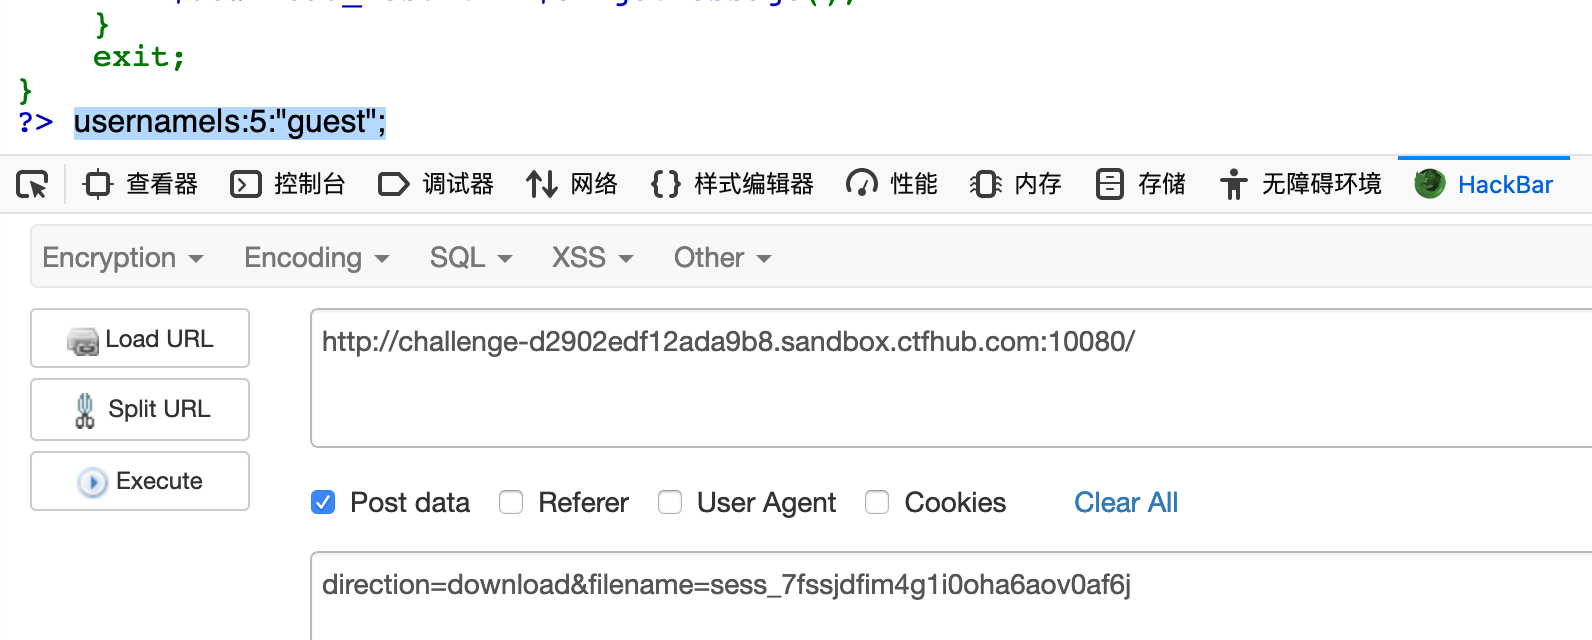 }
exit;
}
?> usernamels:5:"guest";
查看器 控制台 调试器 网络 样式编辑器 性能 内存 存储 无障碍环境 HackBar
Encryption Encoding SQL XSS Other
Load URL
http://challenge-d2902edf12ada9b8.sandbox.ctfhub.com:10080/
Split URL
Execute
Post data Referer User Agent Cookies Clear All
direction=download&filename=sess_7fssjdfim4g1i0oha6aov0af6j